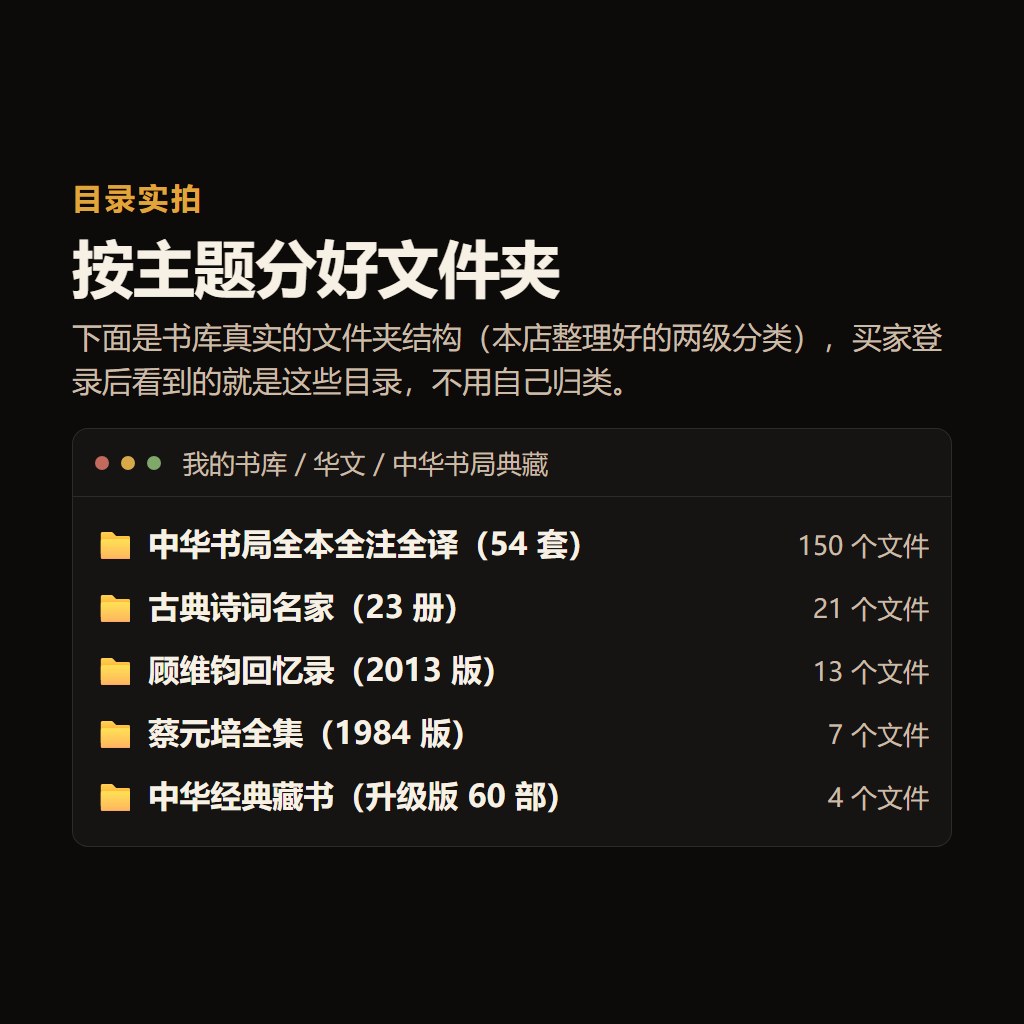 目录实拍
按主题分好文件夹
下面是书库真实的文件夹结构（本店整理好的两级分类），买家登
录后看到的就是这些目录，不用自己归类。
我的书库 / 华文 / 中华书局典藏
中华书局全本全注全译（54 套） 150 个文件
古典诗词名家（23 册） 21 个文件
顾维钧回忆录（2013 版） 13 个文件
蔡元培全集（1984 版） 7 个文件
中华经典藏书（升级版 60 部） 4 个文件